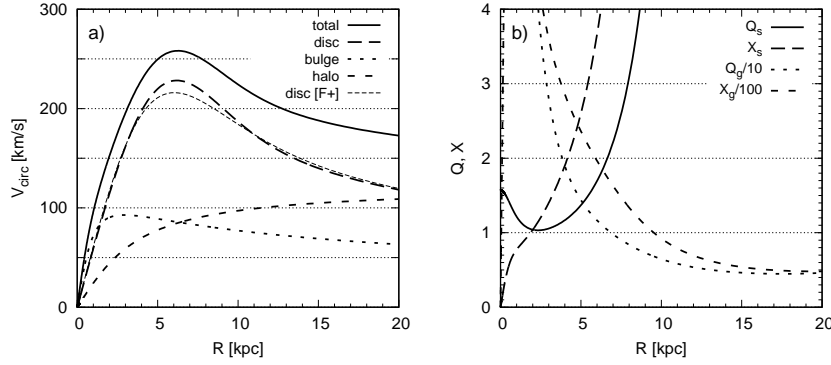 a)
total
disc
bulge
halo
disc [F+]
V_circ [km/s]
250
200
150
100
50
0
0 5 10 15 20
R [kpc]
b)
Q_s
X_s
Q_g/10
X_g/100
Q, X
4
3
2
1
0
0 5 10 15 20
R [kpc]